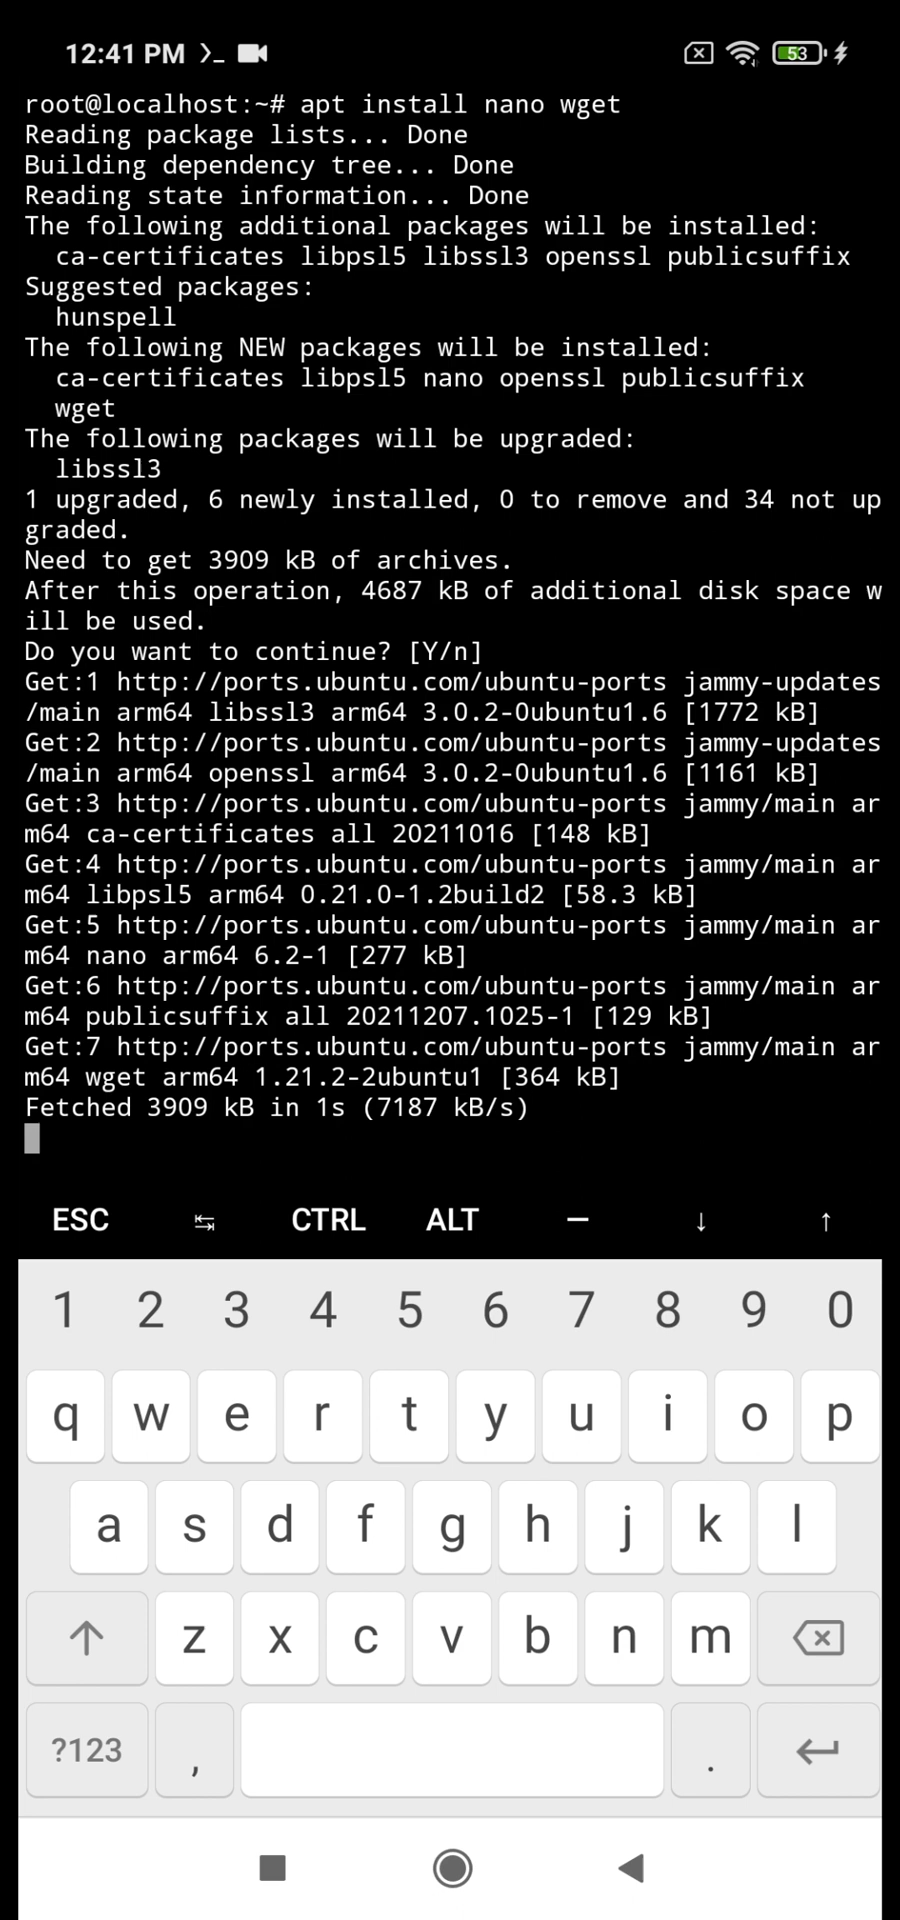 12:41 PM
53
root@localhost:~# apt install nano wget
Reading package lists... Done
Building dependency tree... Done
Reading state information... Done
The following additional packages will be installed:
  ca-certificates libpsl5 libssl3 openssl publicsuffix
Suggested packages:
  hunspell
The following NEW packages will be installed:
  ca-certificates libpsl5 nano openssl publicsuffix
  wget
The following packages will be upgraded:
  libssl3
1 upgraded, 6 newly installed, 0 to remove and 34 not up
graded.
Need to get 3909 kB of archives.
After this operation, 4687 kB of additional disk space w
ill be used.
Do you want to continue? [Y/n]
Get:1 http://ports.ubuntu.com/ubuntu-ports jammy-updates
/main arm64 libssl3 arm64 3.0.2-0ubuntu1.6 [1772 kB]
Get:2 http://ports.ubuntu.com/ubuntu-ports jammy-updates
/main arm64 openssl arm64 3.0.2-0ubuntu1.6 [1161 kB]
Get:3 http://ports.ubuntu.com/ubuntu-ports jammy/main ar
m64 ca-certificates all 20211016 [148 kB]
Get:4 http://ports.ubuntu.com/ubuntu-ports jammy/main ar
m64 libpsl5 arm64 0.21.0-1.2build2 [58.3 kB]
Get:5 http://ports.ubuntu.com/ubuntu-ports jammy/main ar
m64 nano arm64 6.2-1 [277 kB]
Get:6 http://ports.ubuntu.com/ubuntu-ports jammy/main ar
m64 publicsuffix all 20211207.1025-1 [129 kB]
Get:7 http://ports.ubuntu.com/ubuntu-ports jammy/main ar
m64 wget arm64 1.21.2-2ubuntu1 [364 kB]
Fetched 3909 kB in 1s (7187 kB/s)
ESC ↹ CTRL ALT — ↓ ↑
1 2 3 4 5 6 7 8 9 0
q w e r t y u i o p
a s d f g h j k l
z x c v b n m
?123 , .